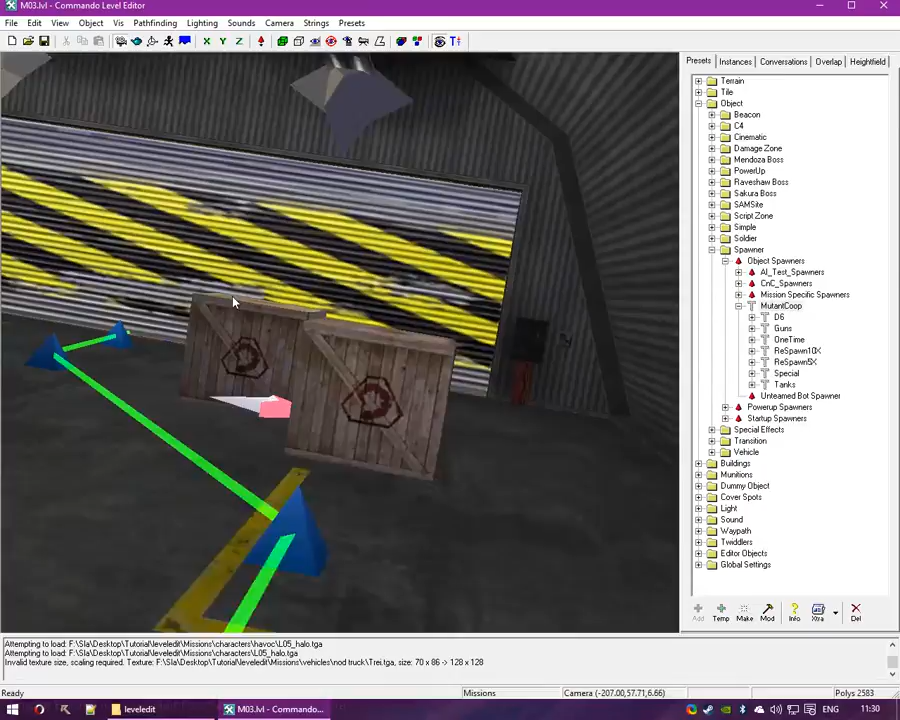 M03.lvl - Commando Level Editor
File Edit View Object Vis Pathfinding Lighting Sounds Camera Strings Presets
X Y Z
Presets Instances Conversations Overlap Heightfield
Terrain
Tile
Object
Beacon
C4
Cinematic
Damage Zone
Mendoza Boss
PowerUp
Raveshaw Boss
Sakura Boss
SAMSite
Script Zone
Simple
Soldier
Spawner
Object Spawners
AI_Test_Spawners
CnC_Spawners
Mission Specific Spawners
MutantCoop
D6
Guns
OneTime
ReSpawn10X
ReSpawn5X
Special
Tanks
Unteamed Bot Spawner
Powerup Spawners
Startup Spawners
Special Effects
Transition
Vehicle
Buildings
Munitions
Dummy Object
Cover Spots
Light
Sound
Waypath
Twiddlers
Editor Objects
Global Settings
Add Temp Make Mod Info Xtra Del
Attempting to load: F:\Sla\Desktop\Tutorial\leveledit\Missions\characters\havoc\L05_halo.tga
Attempting to load: F:\Sla\Desktop\Tutorial\leveledit\Missions\characters\L05_halo.tga
Invalid texture size, scaling required. Texture: F:\Sla\Desktop\Tutorial\leveledit\Missions\vehicles\nod truck\Trei.tga, size: 70 x 86 -> 128 x 128
Ready Missions Camera (-207.00,57.71,6.66) Polys 2583
leveledit M03.lvl - Commando... ENG 11:30